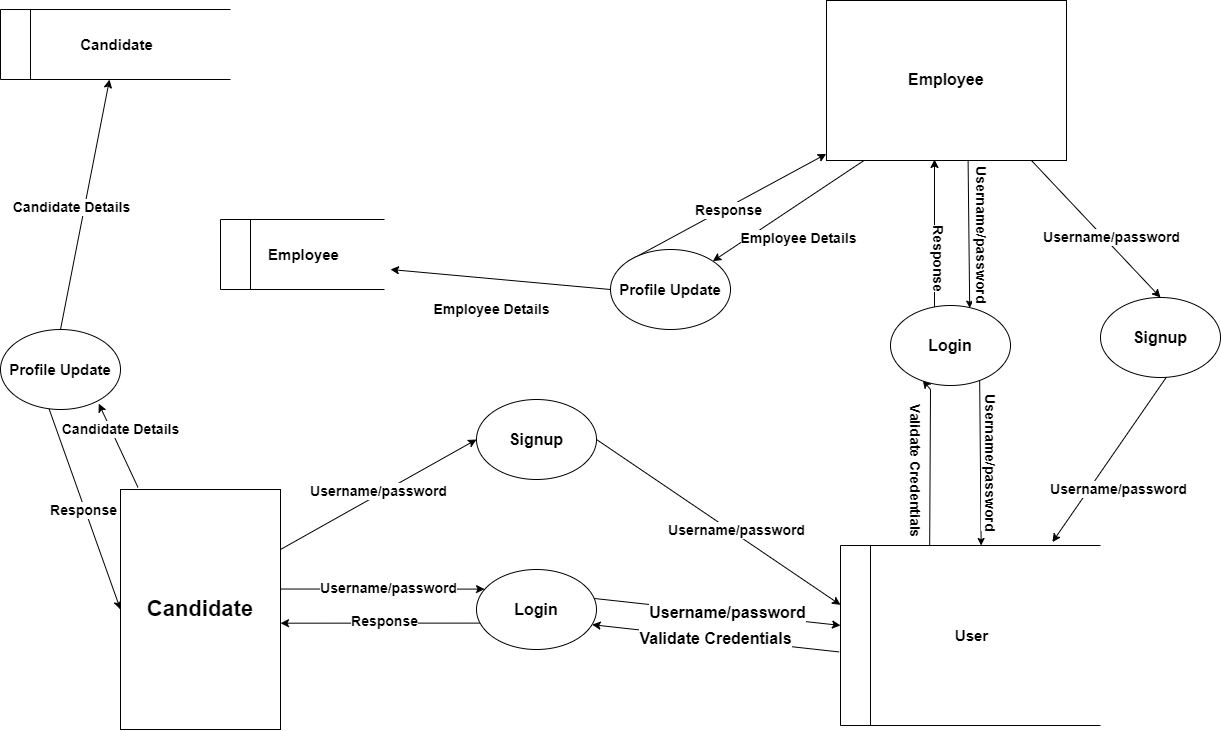 Candidate
Employee
Candidate Details
Employee
Response
Employee Details
Username/password
Response
Username/password
Profile Update
Employee Details
Login
Signup
Profile Update
Candidate Details
Signup
Validate Credentials
Username/password
Response
Username/password
Username/password
Username/password
Candidate
Username/password
Login
Username/password
Response
Validate Credentials
User